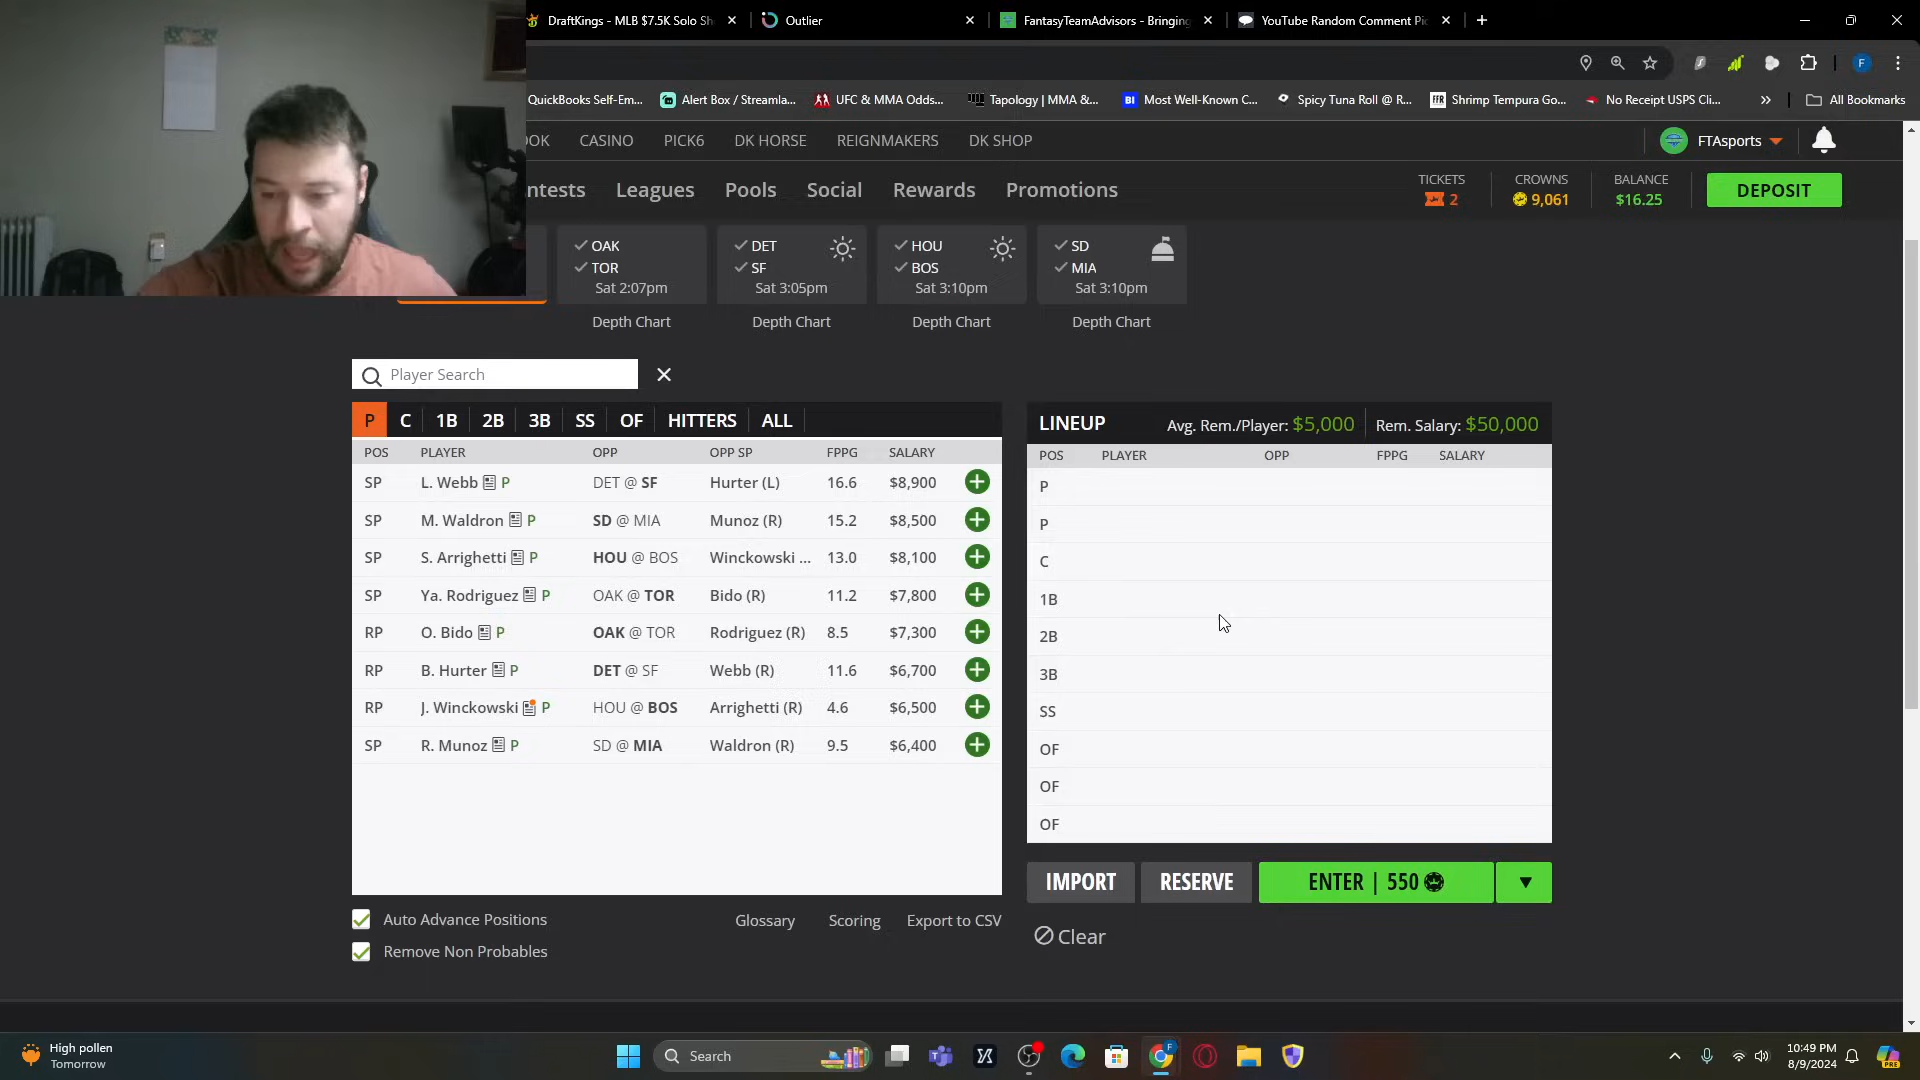 DraftKings - MLB $7.5K Solo Sh
Outlier
FantasyTeamAdvisors - Bringing
YouTube Random Comment Pic
QuickBooks Self-Em...
Alert Box / Streamla...
UFC & MMA Odds...
Tapology | MMA &...
Most Well-Known C...
Spicy Tuna Roll @ R...
Shrimp Tempura Go...
No Receipt USPS Cli...
All Bookmarks
OOK CASINO PICK6 DK HORSE REIGNMAKERS DK SHOP
FTAsports
ntests Leagues Pools Social Rewards Promotions
TICKETS
2
CROWNS
9,061
BALANCE
$16.25
DEPOSIT
OAK
TOR
Sat 2:07pm
Depth Chart
DET
SF
Sat 3:05pm
Depth Chart
HOU
BOS
Sat 3:10pm
Depth Chart
SD
MIA
Sat 3:10pm
Depth Chart
Player Search
P C 1B 2B 3B SS OF HITTERS ALL
POS PLAYER OPP OPP SP FPPG SALARY
SP L. Webb P DET @ SF Hurter (L) 16.6 $8,900
SP M. Waldron P SD @ MIA Munoz (R) 15.2 $8,500
SP S. Arrighetti P HOU @ BOS Winckowski ... 13.0 $8,100
SP Ya. Rodriguez P OAK @ TOR Bido (R) 11.2 $7,800
RP O. Bido P OAK @ TOR Rodriguez (R) 8.5 $7,300
RP B. Hurter P DET @ SF Webb (R) 11.6 $6,700
RP J. Winckowski P HOU @ BOS Arrighetti (R) 4.6 $6,500
SP R. Munoz P SD @ MIA Waldron (R) 9.5 $6,400
Auto Advance Positions
Remove Non Probables
Glossary Scoring Export to CSV
LINEUP Avg. Rem./Player: $5,000 Rem. Salary: $50,000
POS PLAYER OPP FPPG SALARY
P
P
C
1B
2B
3B
SS
OF
OF
OF
IMPORT RESERVE ENTER | 550
Clear
High pollen
Tomorrow
Search
10:49 PM
8/9/2024